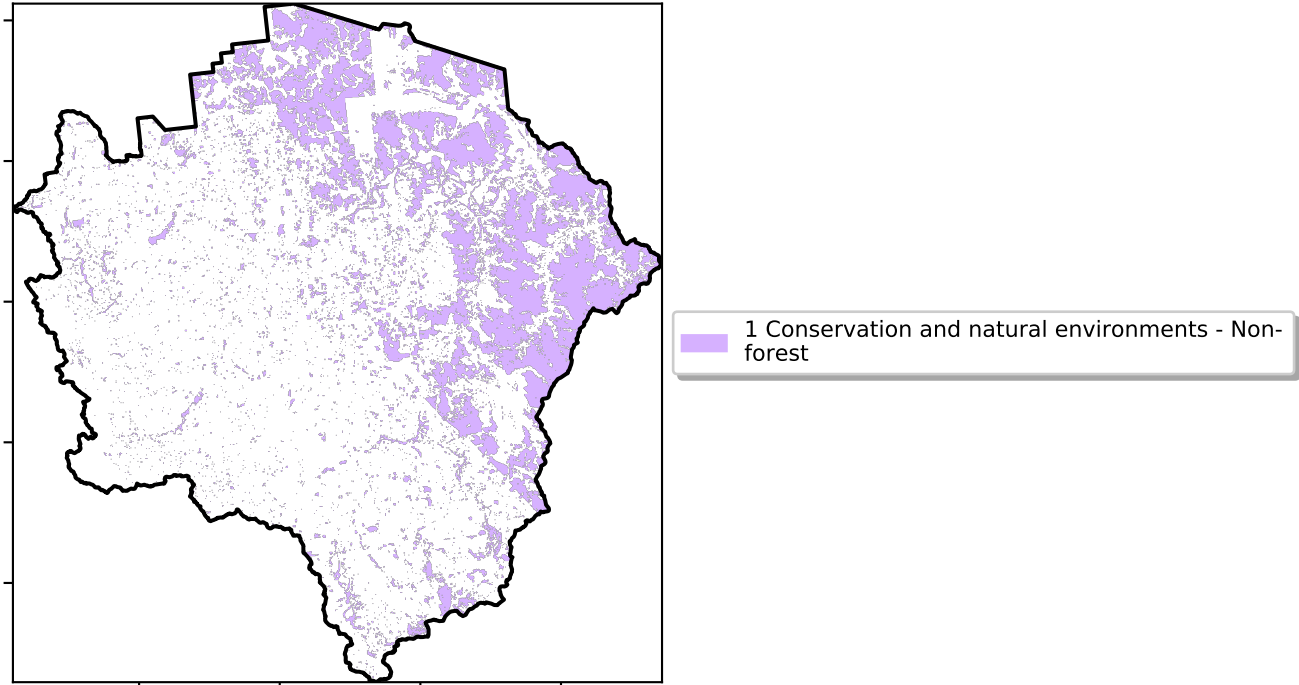 1 Conservation and natural environments - Non-
forest